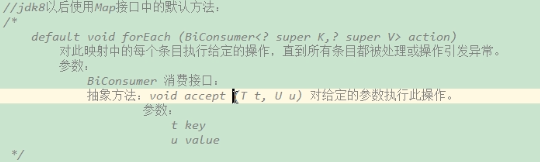 //jdk8以后使用Map接口中的默认方法：
/*
default void forEach (BiConsumer<? super K,? super V> action)
对此映射中的每个条目执行给定的操作，直到所有条目都被处理或操作引发异常。
参数：
BiConsumer 消费接口：
抽象方法：void accept (T t, U u) 对给定的参数执行此操作。
参数：
t key
u value
*/